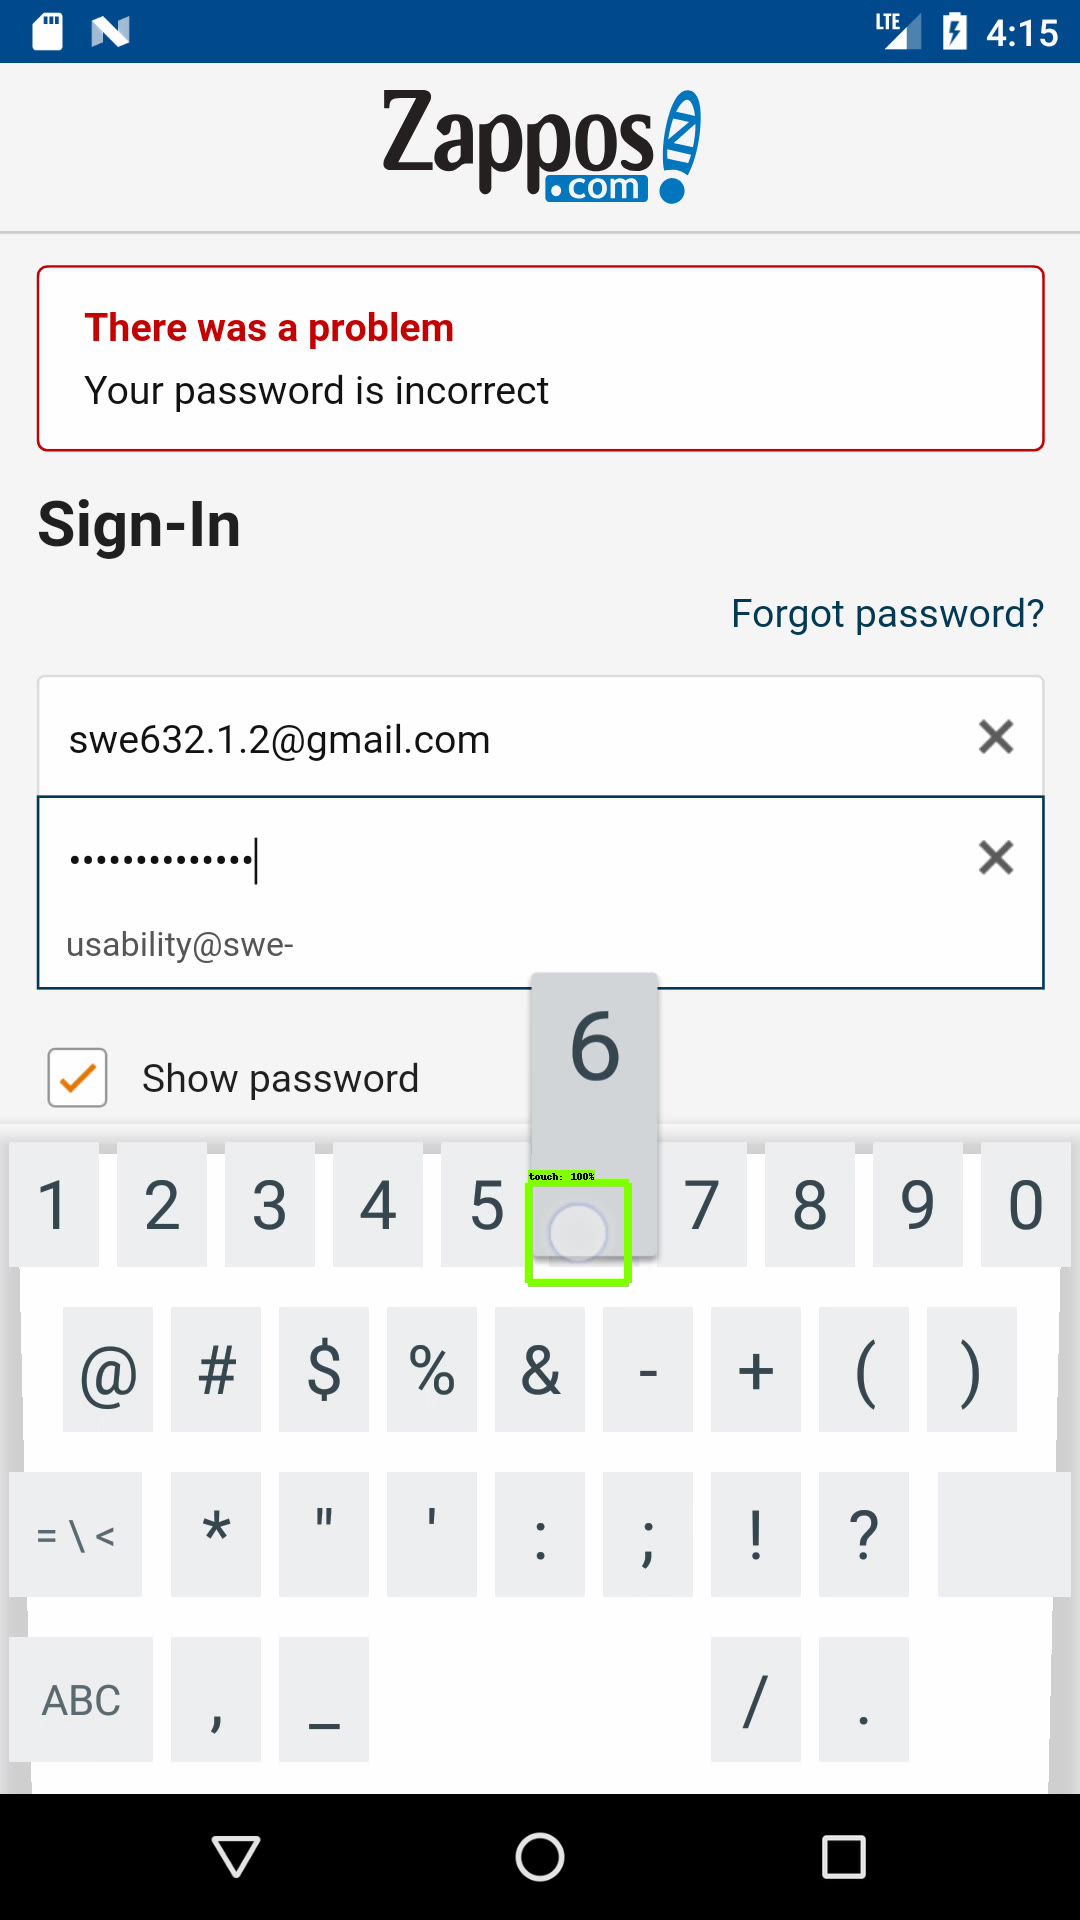 LTE 4:15
Zappos
.com
There was a problem
Your password is incorrect
Sign-In
Forgot password?
swe632.1.2@gmail.com
••••••••••••••
usability@swe-
6
Show password
touch: 100%
1 2 3 4 5 7 8 9 0
@ # $ % & - + ( )
= \ < * " ' : ; ! ?
ABC , _ / .